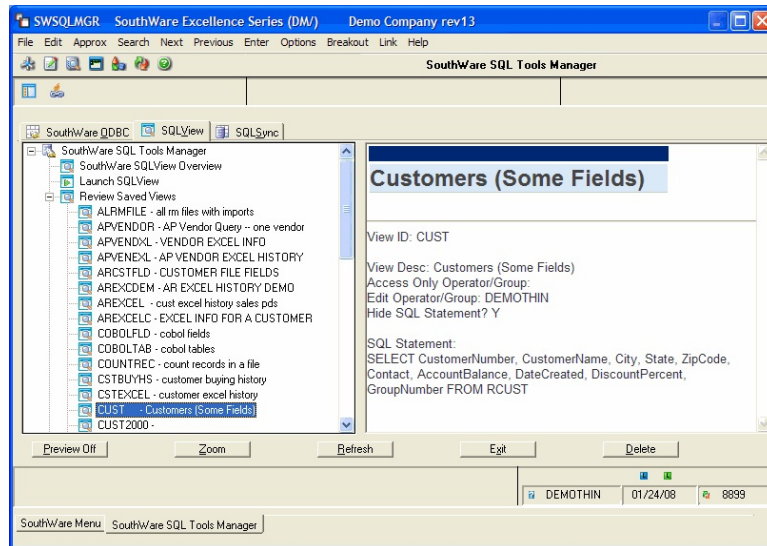 SWSQLMGR SouthWare Excellence Series (DM/) Demo Company rev13
File Edit Approx Search Next Previous Enter Options Breakout Link Help
SouthWare SQL Tools Manager
SouthWare ODBC SQLView SQLSync
SouthWare SQL Tools Manager
SouthWare SQLView Overview
Launch SQLView
Review Saved Views
ALRMFILE - all rm files with imports
APVENDOR - AP Vendor Query -- one vendor
APVENDXL - VENDOR EXCEL INFO
APVENEXL - AP VENDOR EXCEL HISTORY
ARCSTFLD - CUSTOMER FILE FIELDS
AREXCDEM - AR EXCEL HISTORY DEMO
AREXCEL - cust excel history sales pds
AREXCELC - EXCEL INFO FOR A CUSTOMER
COBOLFLD - cobol fields
COBOLTAB - cobol tables
COUNTREC - count records in a file
CSTBUYHS - customer buying history
CSTEXCEL - customer excel history
CUST - Customers (Some Fields)
CUST2000 -
Customers (Some Fields)
View ID: CUST
View Desc: Customers (Some Fields)
Access Only Operator/Group:
Edit Operator/Group: DEMOTHIN
Hide SQL Statement? Y
SQL Statement:
SELECT CustomerNumber, CustomerName, City, State, ZipCode,
Contact, AccountBalance, DateCreated, DiscountPercent,
GroupNumber FROM RCUST
Preview Off Zoom Refresh Exit Delete
DEMOTHIN 01/24/08 8899
SouthWare Menu SouthWare SQL Tools Manager